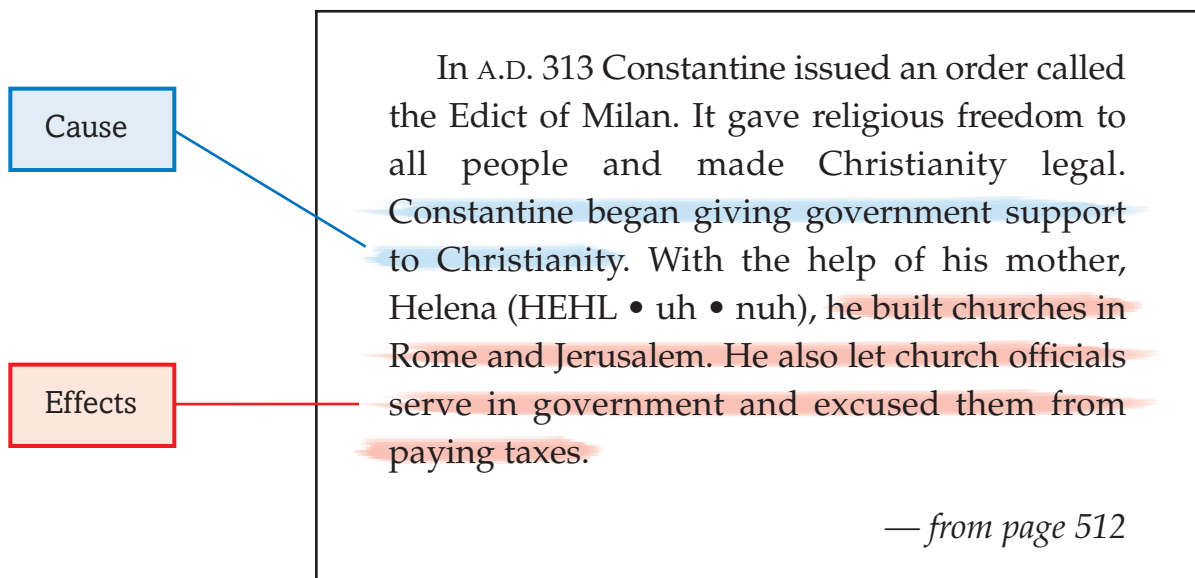 Cause
Effects
In A.D. 313 Constantine issued an order called
the Edict of Milan. It gave religious freedom to
all people and made Christianity legal.
Constantine began giving government support
to Christianity. With the help of his mother,
Helena (HEHL • uh • nuh), he built churches in
Rome and Jerusalem. He also let church officials
serve in government and excused them from
paying taxes.
— from page 512